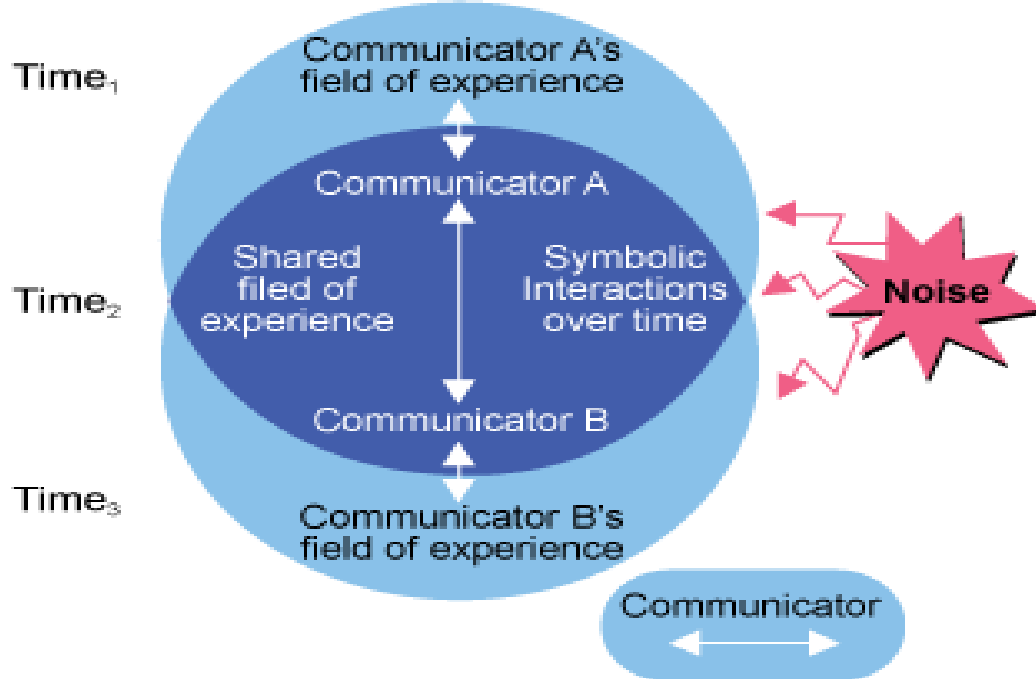 Time₁
Communicator A's
field of experience
Communicator A
Shared
filed of
experience
Symbolic
Interactions
over time
Time₂
Noise
Communicator B
Time₃
Communicator B's
field of experience
Communicator